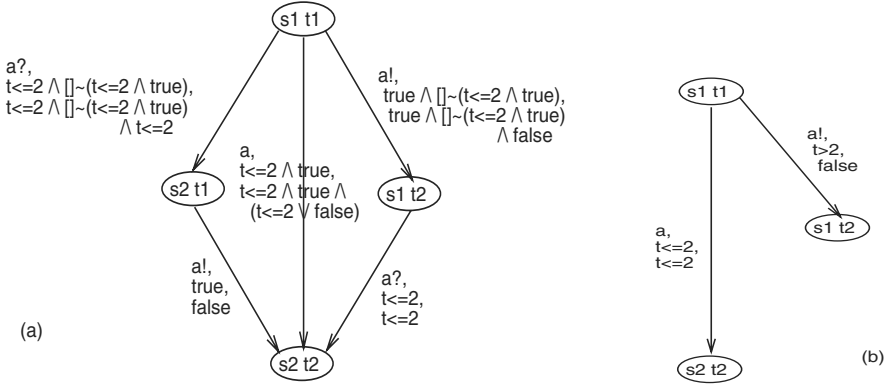 s1 t1
a?,
t<=2 /\ []~(t<=2 /\ true),
t<=2 /\ []~(t<=2 /\ true)
/\ t<=2
a!,
true /\ []~(t<=2 /\ true),
true /\ []~(t<=2 /\ true)
/\ false
a,
t<=2 /\ true,
t<=2 /\ true /\
(t<=2 \/ false)
s2 t1
s1 t2
a!,
true,
false
a?,
t<=2,
t<=2
s2 t2
(a)
s1 t1
a!,
t>2,
false
a,
t<=2,
t<=2
s1 t2
s2 t2
(b)